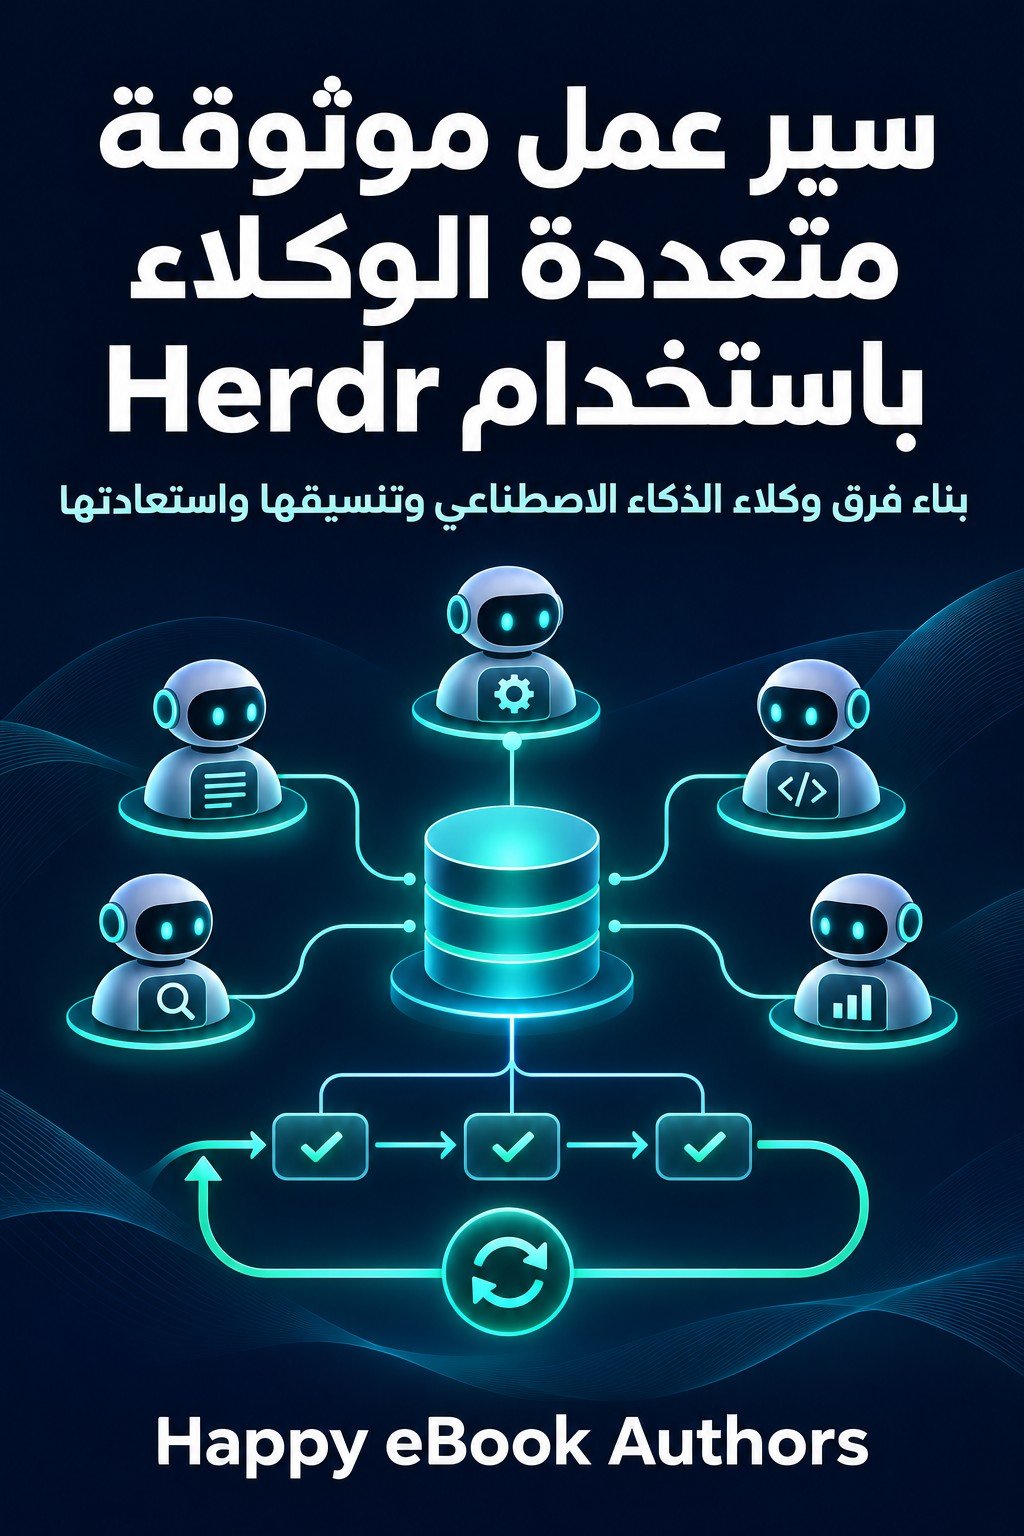 سير عمل موثوقة
متعددة الوكلاء
باستخدام Herdr
بناء فرق وكلاء الذكاء الاصطناعي وتنسيقها واستعادتها
</>
Happy eBook Authors